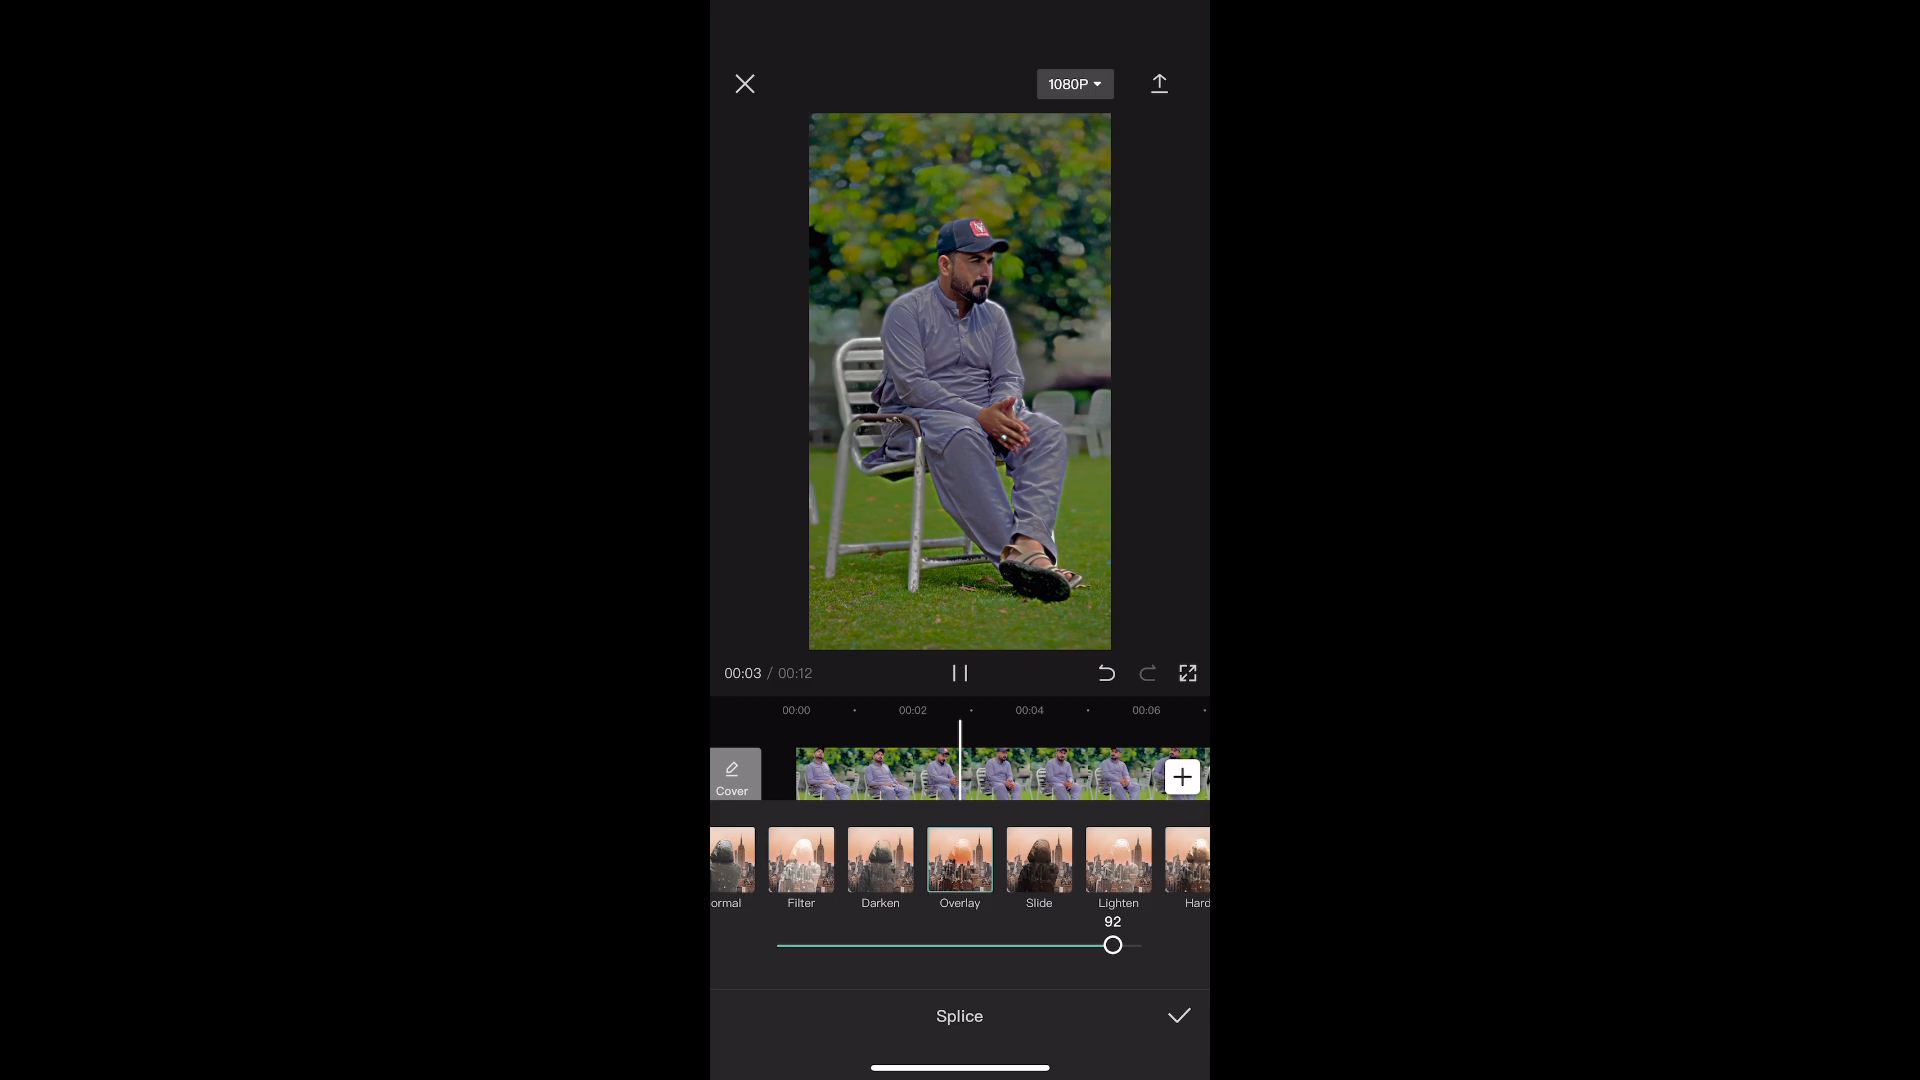 1080P
00:03 / 00:12
00:00 00:02 00:04 00:06
Cover
ormal Filter Darken Overlay Slide Lighten Hard
92
Splice